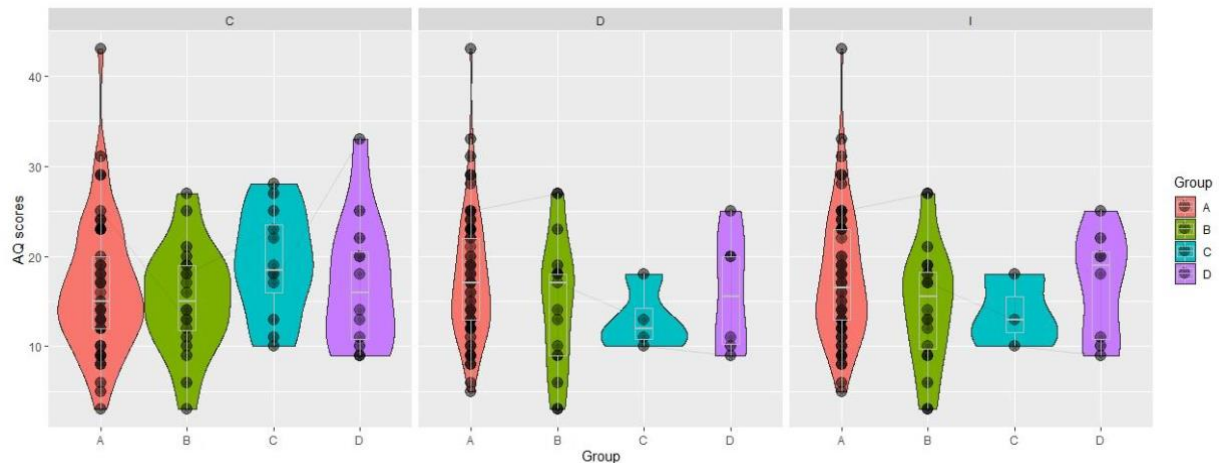 C D I
AQ scores
40
30
20
10
A B C D A B C D A B C D
Group
Group
A
B
C
D